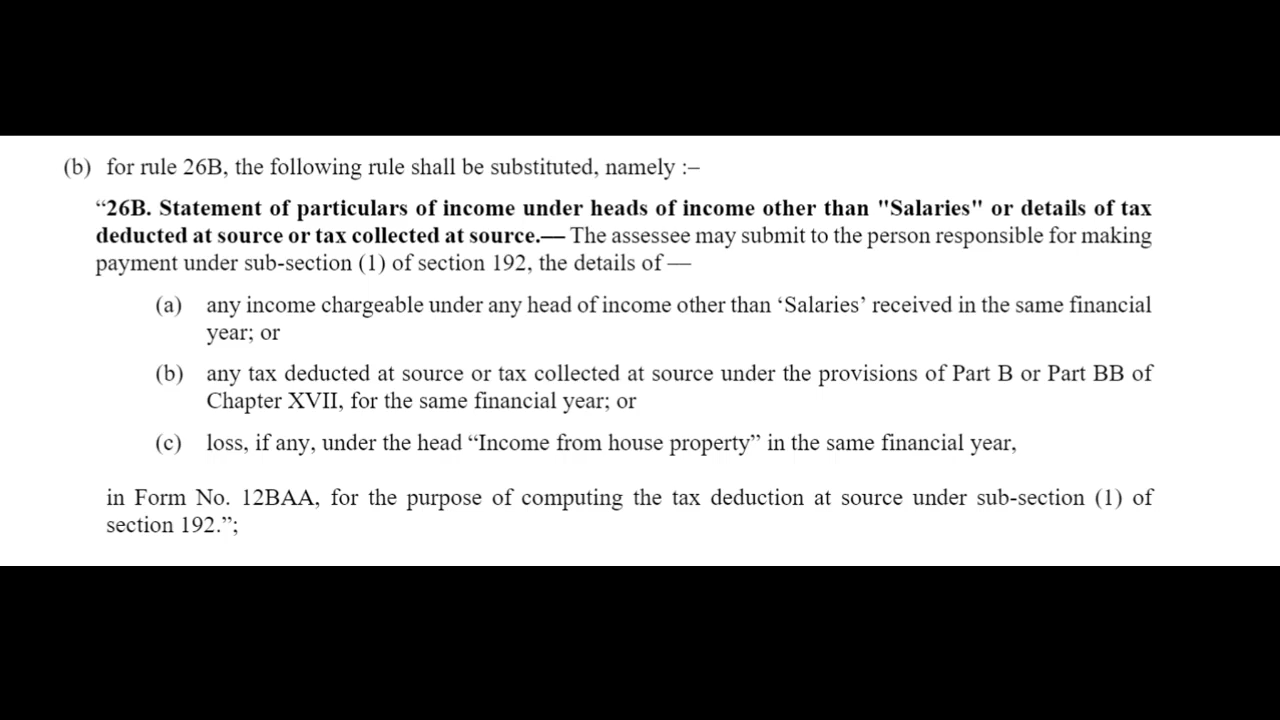 (b) for rule 26B, the following rule shall be substituted, namely :–
“26B. Statement of particulars of income under heads of income other than "Salaries" or details of tax
deducted at source or tax collected at source.— The assessee may submit to the person responsible for making
payment under sub-section (1) of section 192, the details of —
(a) any income chargeable under any head of income other than ‘Salaries’ received in the same financial
year; or
(b) any tax deducted at source or tax collected at source under the provisions of Part B or Part BB of
Chapter XVII, for the same financial year; or
(c) loss, if any, under the head “Income from house property” in the same financial year,
in Form No. 12BAA, for the purpose of computing the tax deduction at source under sub-section (1) of
section 192.”;